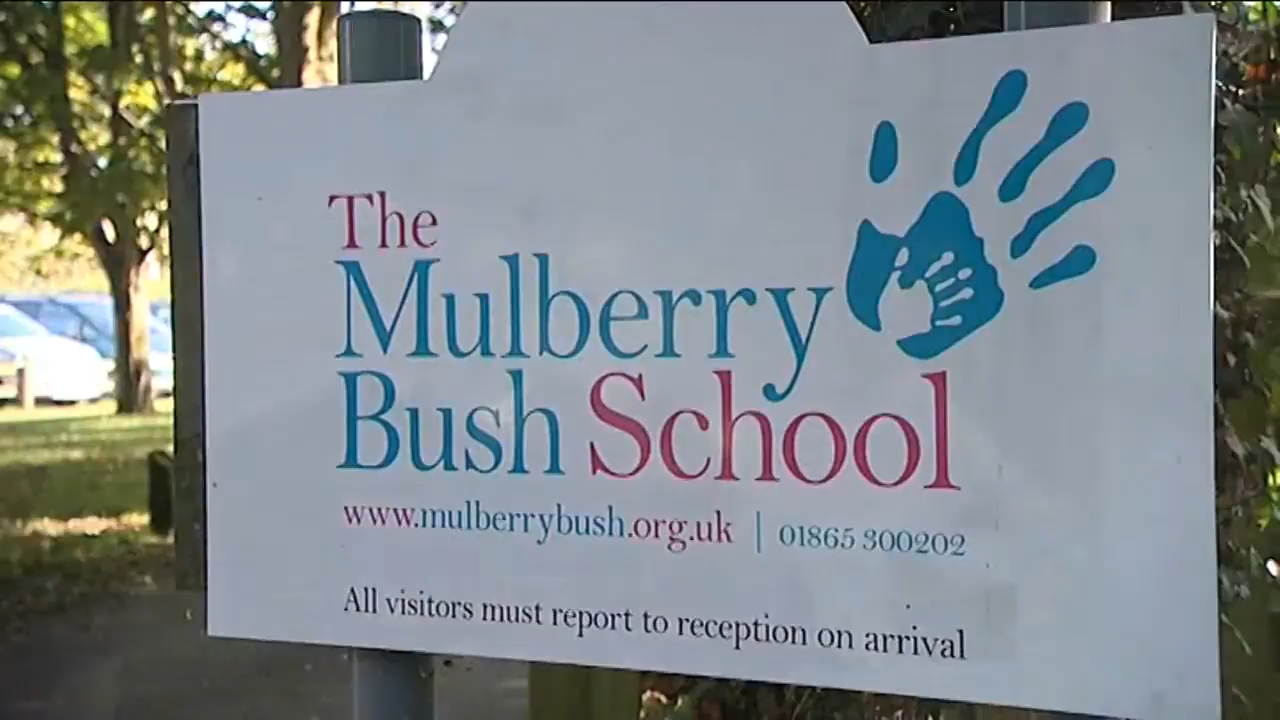 The
Mulberry
Bush School
www.mulberrybush.org.uk | 01865 300202
All visitors must report to reception on arrival